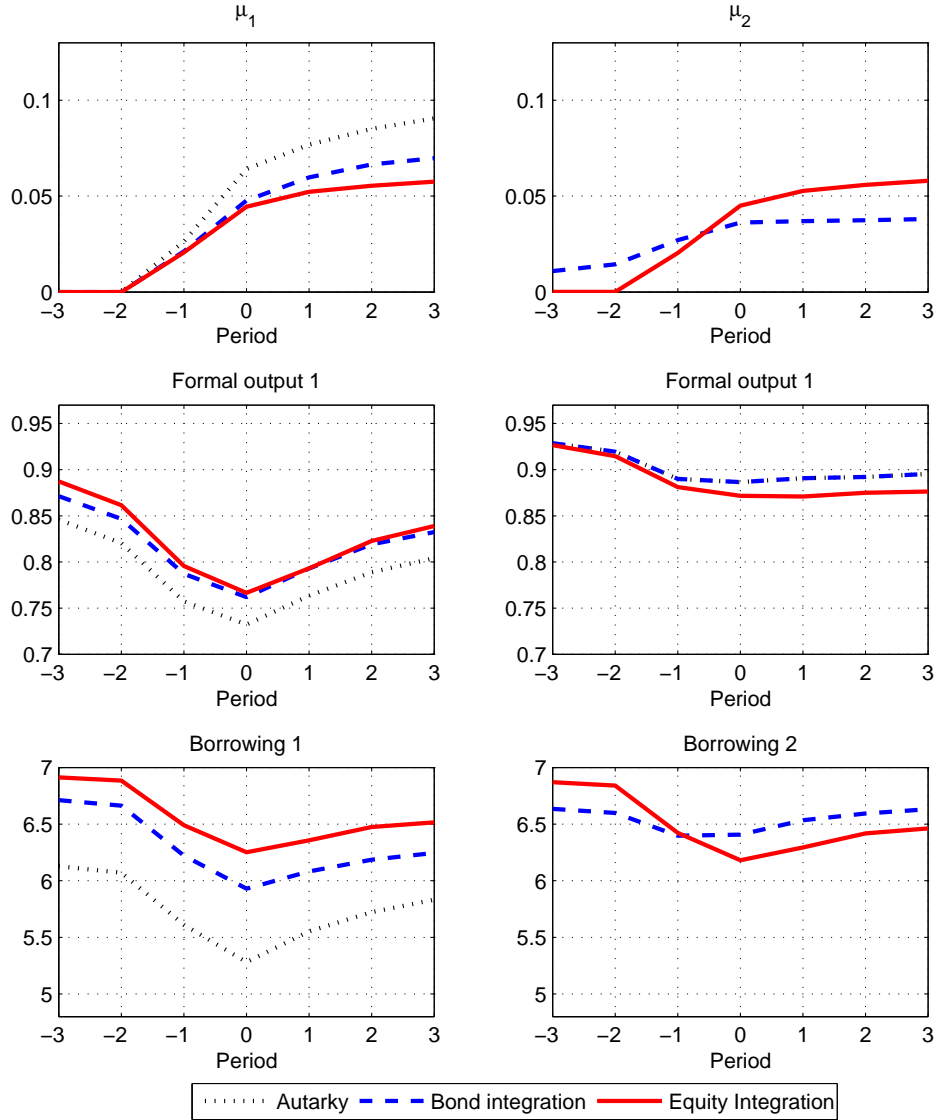 μ1 μ2
0.1 0.1
0.05 0.05
0 0
−3 −2 −1 0 1 2 3 −3 −2 −1 0 1 2 3
Period Period
Formal output 1 Formal output 1
0.95 0.95
0.9 0.9
0.85 0.85
0.8 0.8
0.75 0.75
0.7 0.7
−3 −2 −1 0 1 2 3 −3 −2 −1 0 1 2 3
Period Period
Borrowing 1 Borrowing 2
7 7
6.5 6.5
6 6
5.5 5.5
5 5
−3 −2 −1 0 1 2 3 −3 −2 −1 0 1 2 3
Period Period
Autarky Bond integration Equity Integration